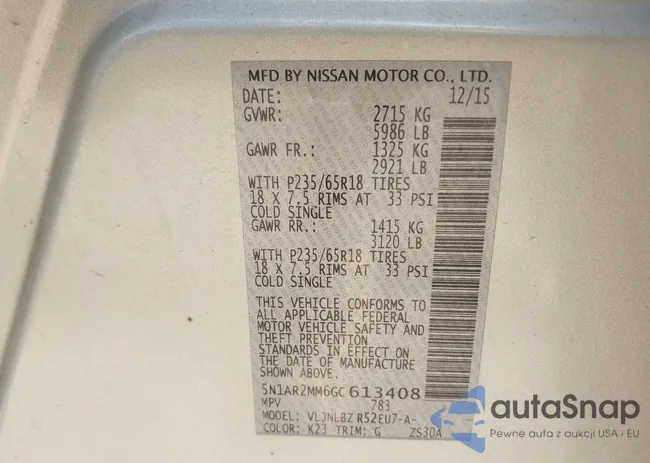 MFD BY NISSAN MOTOR CO., LTD.
DATE: 12/15
GVWR: 2715 KG
5986 LB
GAWR FR.: 1325 KG
2921 LB
WITH P235/65R18 TIRES
18 X 7.5 RIMS AT 33 PSI
COLD SINGLE
GAWR RR.: 1415 KG
3120 LB
WITH P235/65R18 TIRES
18 X 7.5 RIMS AT 33 PSI
COLD SINGLE
THIS VEHICLE CONFORMS TO
ALL APPLICABLE FEDERAL
MOTOR VEHICLE SAFETY AND
THEFT PREVENTION
STANDARDS IN EFFECT ON
THE DATE OF MANUFACTURE
SHOWN ABOVE.
5N1AR2MM6GC613408
MPV 783
MODEL: VLJNLBZ R52EU7-A-
COLOR: K23 TRIM: G ZS30A
autoSnap
Pewne auta z aukcji USA i EU